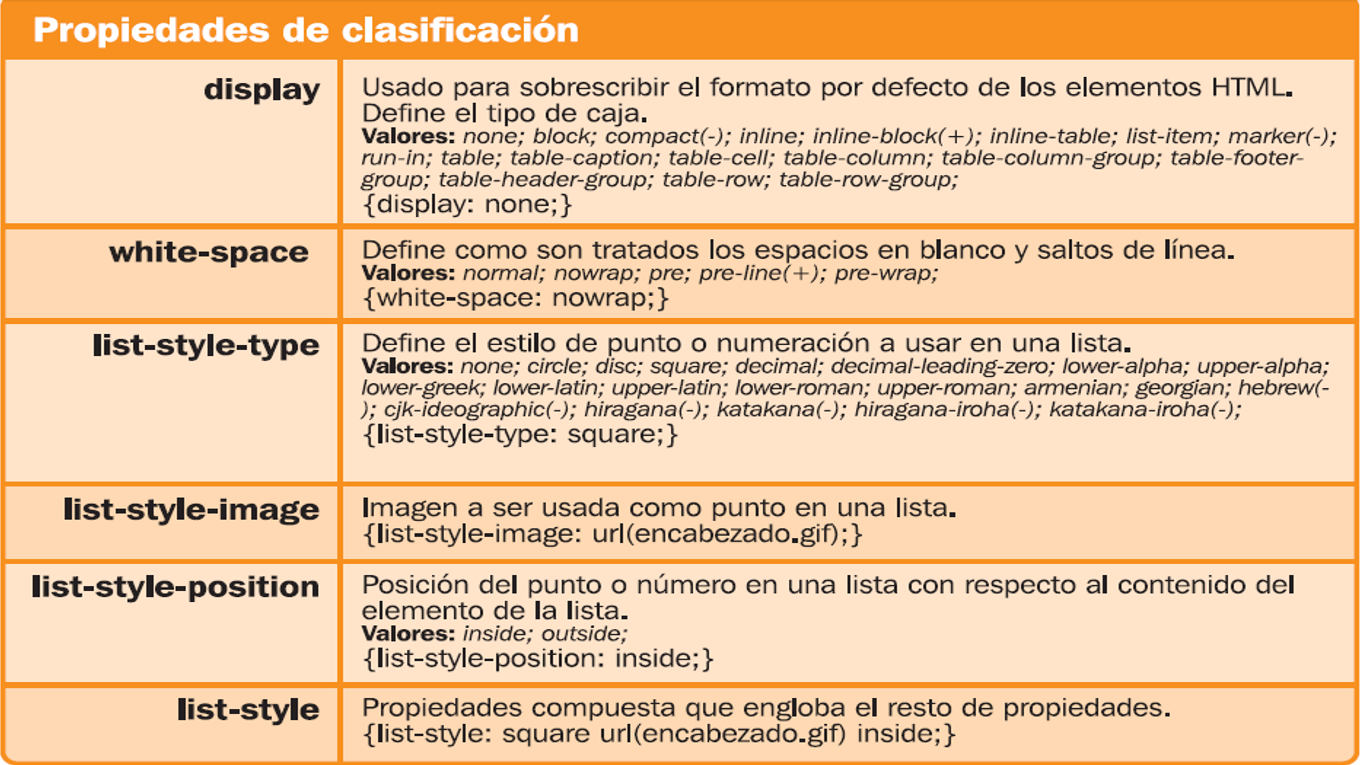 Propiedades de clasificación
display
Usado para sobrescribir el formato por defecto de los elementos HTML.
Define el tipo de caja.
Valores: none; block; compact(-); inline; inline-block(+); inline-table; list-item; marker(-);
run-in; table; table-caption; table-cell; table-column; table-column-group; table-footer-
group; table-header-group; table-row; table-row-group;
{display: none;}
white-space
Define como son tratados los espacios en blanco y saltos de línea.
Valores: normal; nowrap; pre; pre-line(+); pre-wrap;
{white-space: nowrap;}
list-style-type
Define el estilo de punto o numeración a usar en una lista.
Valores: none; circle; disc; square; decimal; decimal-leading-zero; lower-alpha; upper-alpha;
lower-greek; lower-latin; upper-latin; lower-roman; upper-roman; armenian; georgian; hebrew(-
); cjk-ideographic(-); hiragana(-); katakana(-); hiragana-iroha(-); katakana-iroha(-);
{list-style-type: square;}
list-style-image
Imagen a ser usada como punto en una lista.
{list-style-image: url(encabezado.gif);}
list-style-position
Posición del punto o número en una lista con respecto al contenido del
elemento de la lista.
Valores: inside; outside;
{list-style-position: inside;}
list-style
Propiedades compuesta que engloba el resto de propiedades.
{list-style: square url(encabezado.gif) inside;}